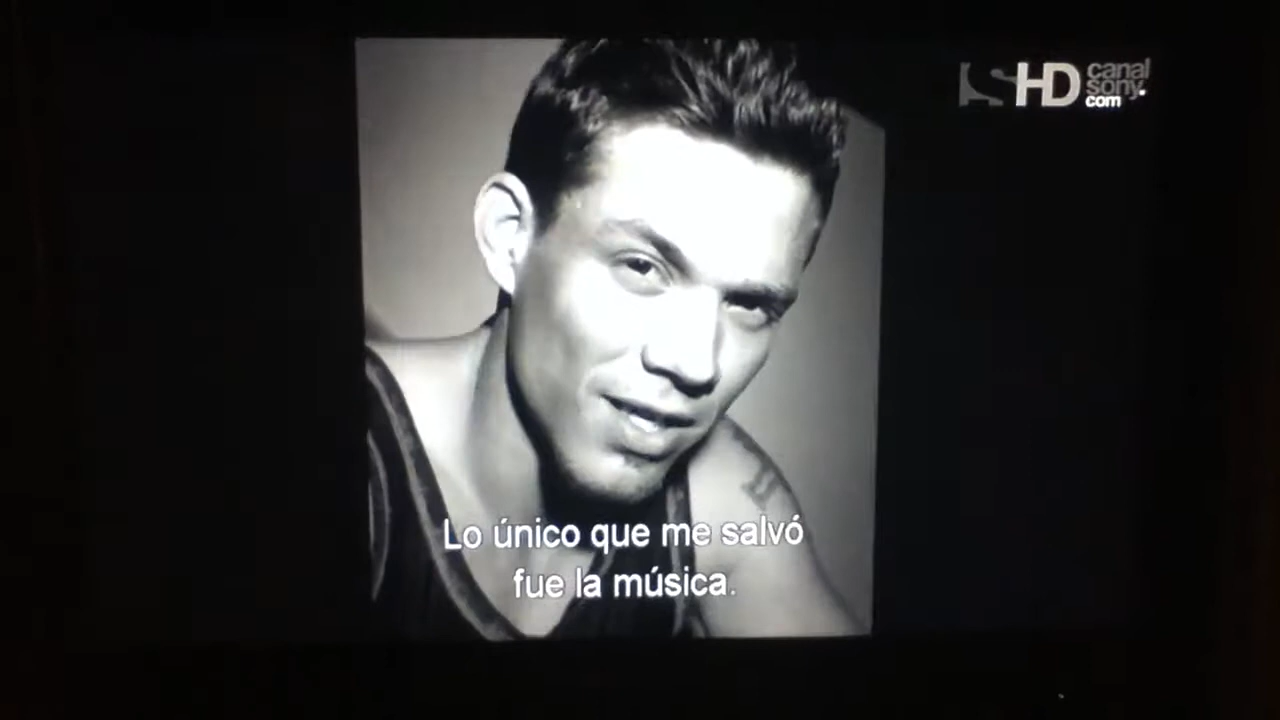 HD
canal
sony.
com
Lo único que me salvó
fue la música.